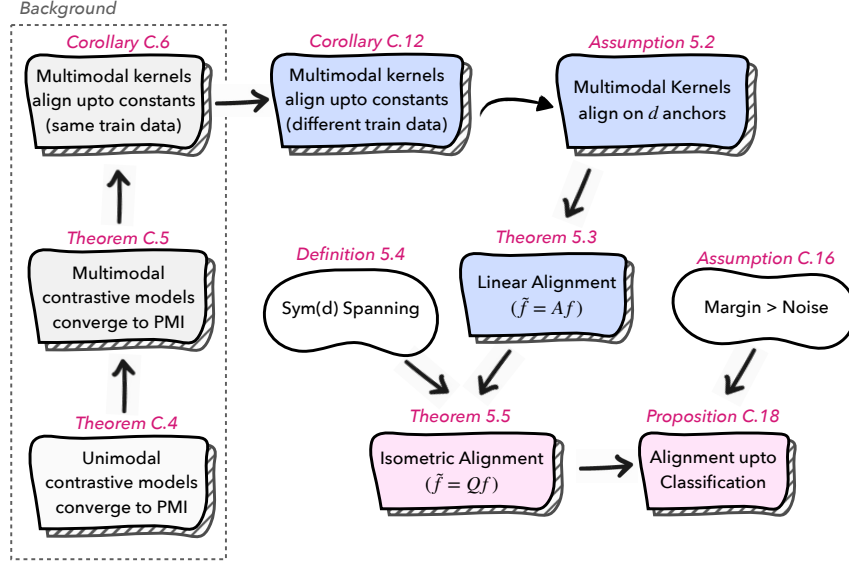 Background
Corollary C.6
Multimodal kernels
align upto constants
(same train data)
Corollary C.12
Multimodal kernels
align upto constants
(different train data)
Assumption 5.2
Multimodal Kernels
align on d anchors
Theorem C.5
Multimodal
contrastive models
converge to PMI
Definition 5.4
Sym(d) Spanning
Theorem 5.3
Linear Alignment
(f̃ = Af)
Assumption C.16
Margin > Noise
Theorem C.4
Unimodal
contrastive models
converge to PMI
Theorem 5.5
Isometric Alignment
(f̃ = Qf)
Proposition C.18
Alignment upto
Classification